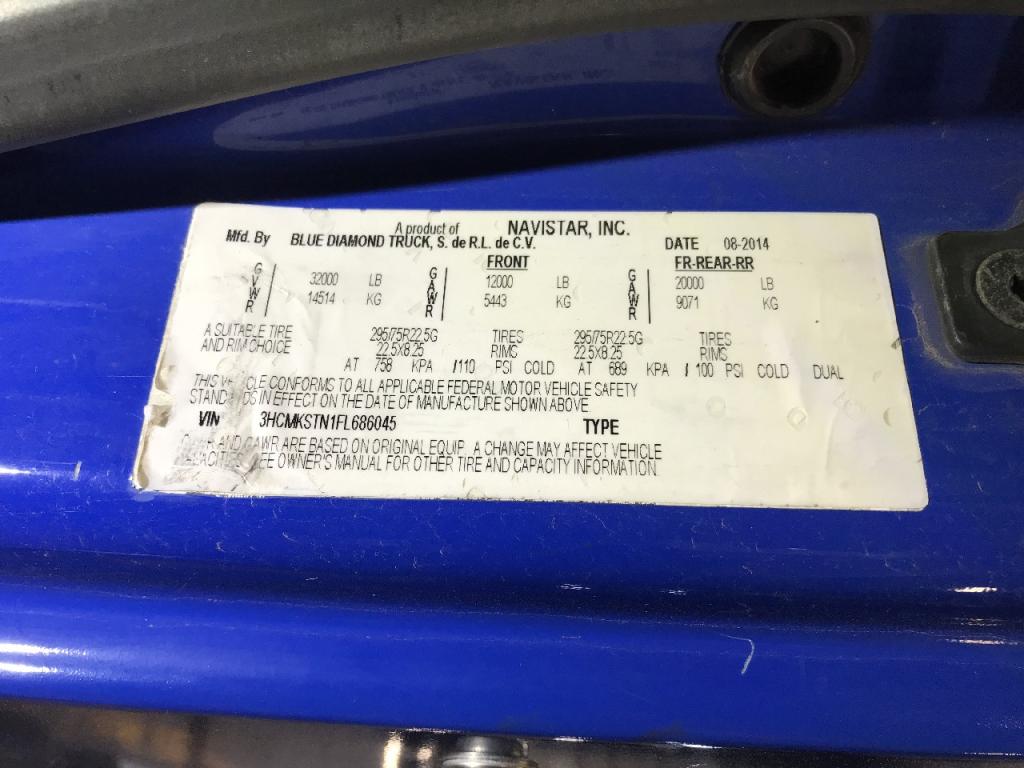 A product of NAVISTAR, INC.
Mfd. By BLUE DIAMOND TRUCK, S. de R.L. de C.V. DATE 08-2014
FRONT FR-REAR-RR
GVWR 32000 LB GAWR 12000 LB GAWR 20000 LB
14514 KG 5443 KG 9071 KG
A SUITABLE TIRE 295/75R22.5G TIRES 295/75R22.5G TIRES
AND RIM CHOICE 22.5X8.25 RIMS 22.5X8.25 RIMS
AT 758 KPA /110 PSI COLD AT 689 KPA / 100 PSI COLD DUAL
THIS CONFORMS TO ALL APPLICABLE FEDERAL MOTOR VEHICLE SAFETY
IN EFFECT ON THE DATE OF MANUFACTURE SHOWN ABOVE
VIN 3HCMKSTN1FL686045 TYPE
AND GAWR ARE BASED ON ORIGINAL EQUIP. A CHANGE MAY AFFECT VEHICLE
OWNER'S MANUAL FOR OTHER TIRE AND CAPACITY INFORMATION.